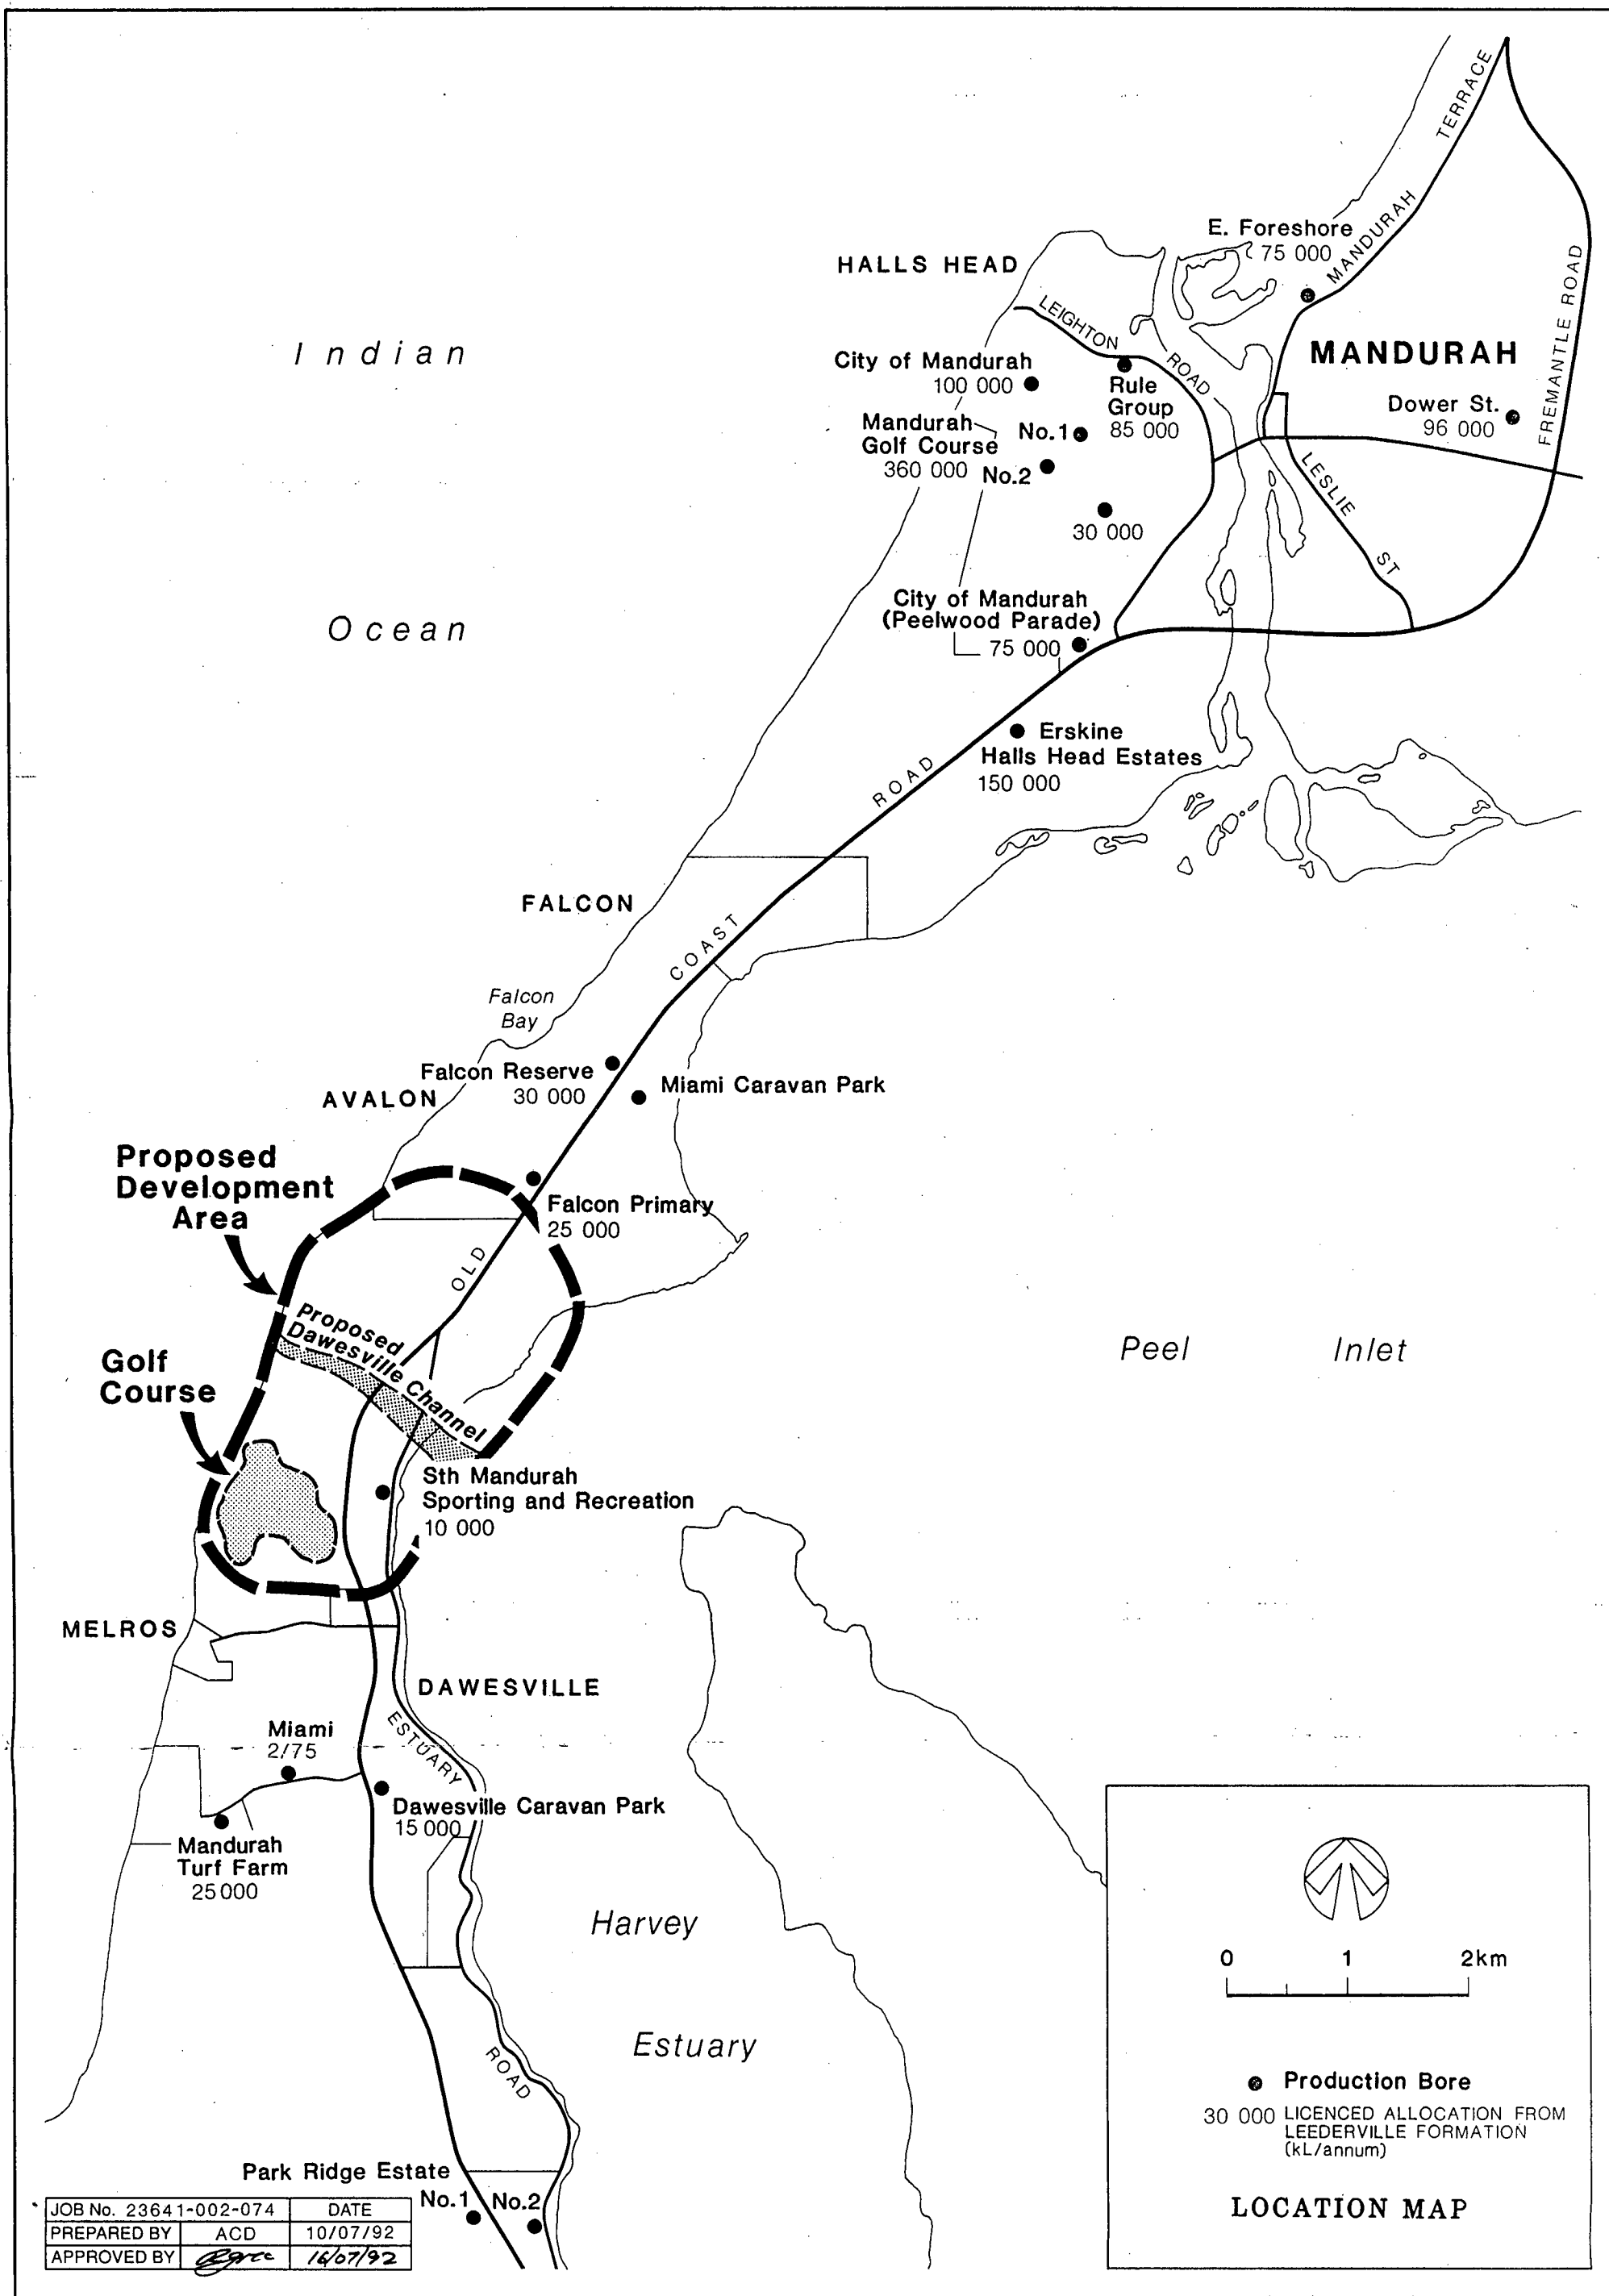 TERRACE
MANDURAH
E. Foreshore
75 000
HALLS HEAD
FREMANTLE ROAD
LEIGHTON
ROAD
Indian
MANDURAH
City of Mandurah
100 000
Rule
Group
85 000
Dower St.
96 000
Mandurah
Golf Course
360 000
No.1
No.2
LESLIE
ST
30 000
City of Mandurah
(Peelwood Parade)
75 000
Ocean
Erskine
Halls Head Estates
150 000
ROAD
FALCON
COAST
Falcon
Bay
Falcon Reserve
30 000
Miami Caravan Park
AVALON
Proposed
Development
Area
Falcon Primary
25 000
OLD
Proposed
Dawesville Channel
Peel Inlet
Golf
Course
Sth Mandurah
Sporting and Recreation
10 000
MELROS
DAWESVILLE
ESTUARY
Miami
2/75
Dawesville Caravan Park
15 000
Mandurah
Turf Farm
25 000
Harvey
Estuary
ROAD
Park Ridge Estate
No.1 No.2
0 1 2km
Production Bore
30 000 LICENCED ALLOCATION FROM
LEEDERVILLE FORMATION
(kL/annum)
LOCATION MAP
JOB No. 23641-002-074 DATE
PREPARED BY ACD 10/07/92
APPROVED BY 16/07/92